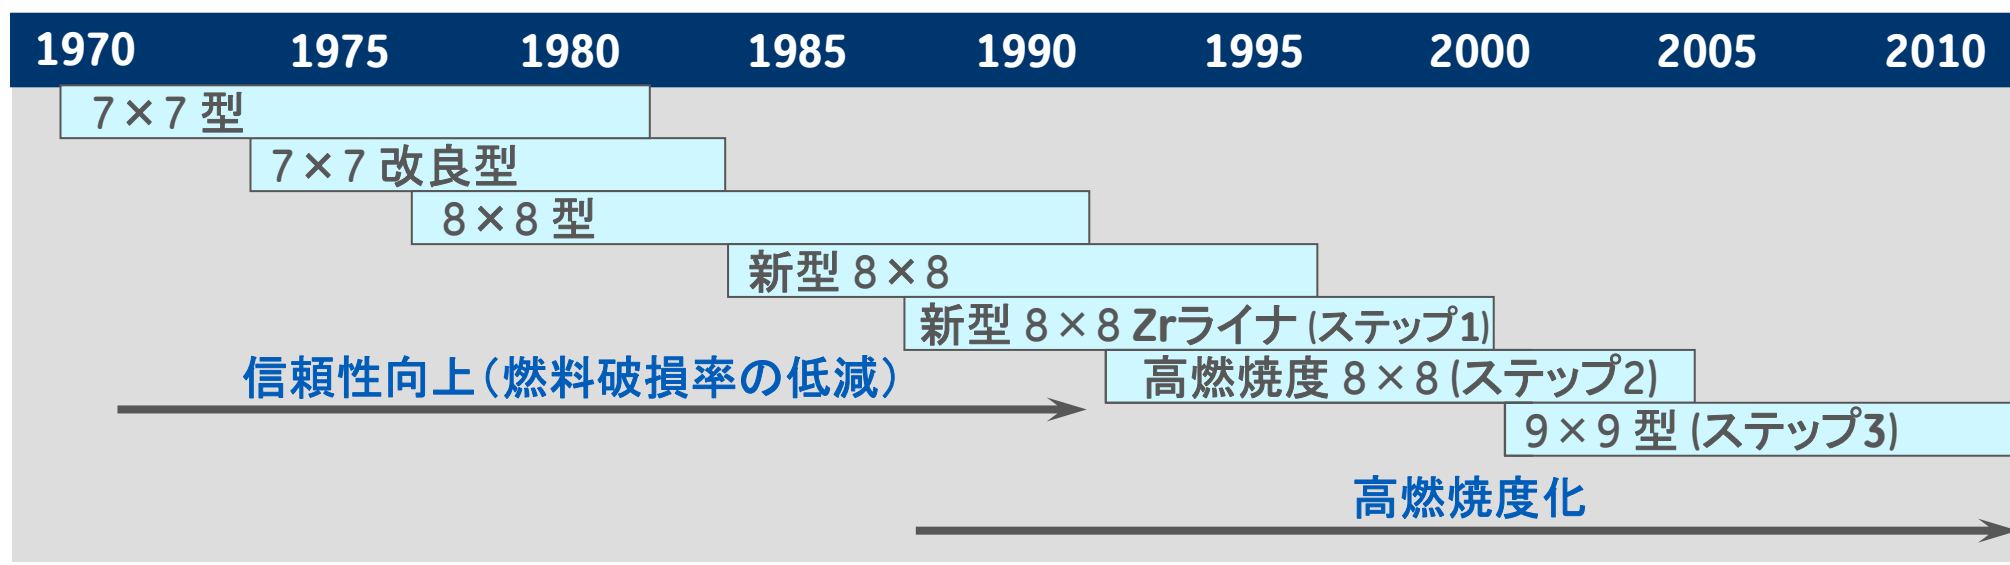 1970 1975 1980 1985 1990 1995 2000 2005 2010
7×7 型
7×7 改良型
8×8 型
新型 8×8
新型 8×8 Zrライナ (ステップ1)
信頼性向上(燃料破損率の低減)
高燃焼度 8×8 (ステップ2)
9×9 型 (ステップ3)
高燃焼度化